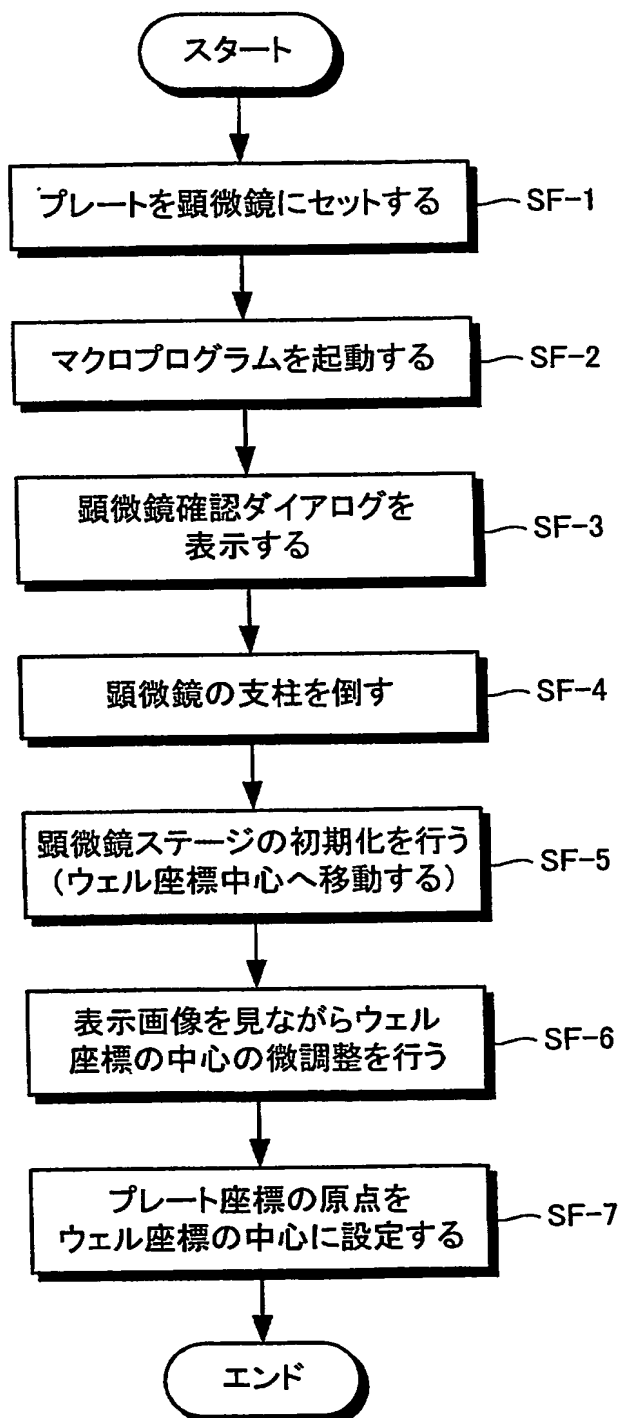 スタート
プレートを顕微鏡にセットする
SF-1
マクロプログラムを起動する
SF-2
顕微鏡確認ダイアログを
表示する
SF-3
顕微鏡の支柱を倒す
SF-4
顕微鏡ステージの初期化を行う
(ウェル座標中心へ移動する)
SF-5
表示画像を見ながらウェル
座標の中心の微調整を行う
SF-6
プレート座標の原点を
ウェル座標の中心に設定する
SF-7
エンド